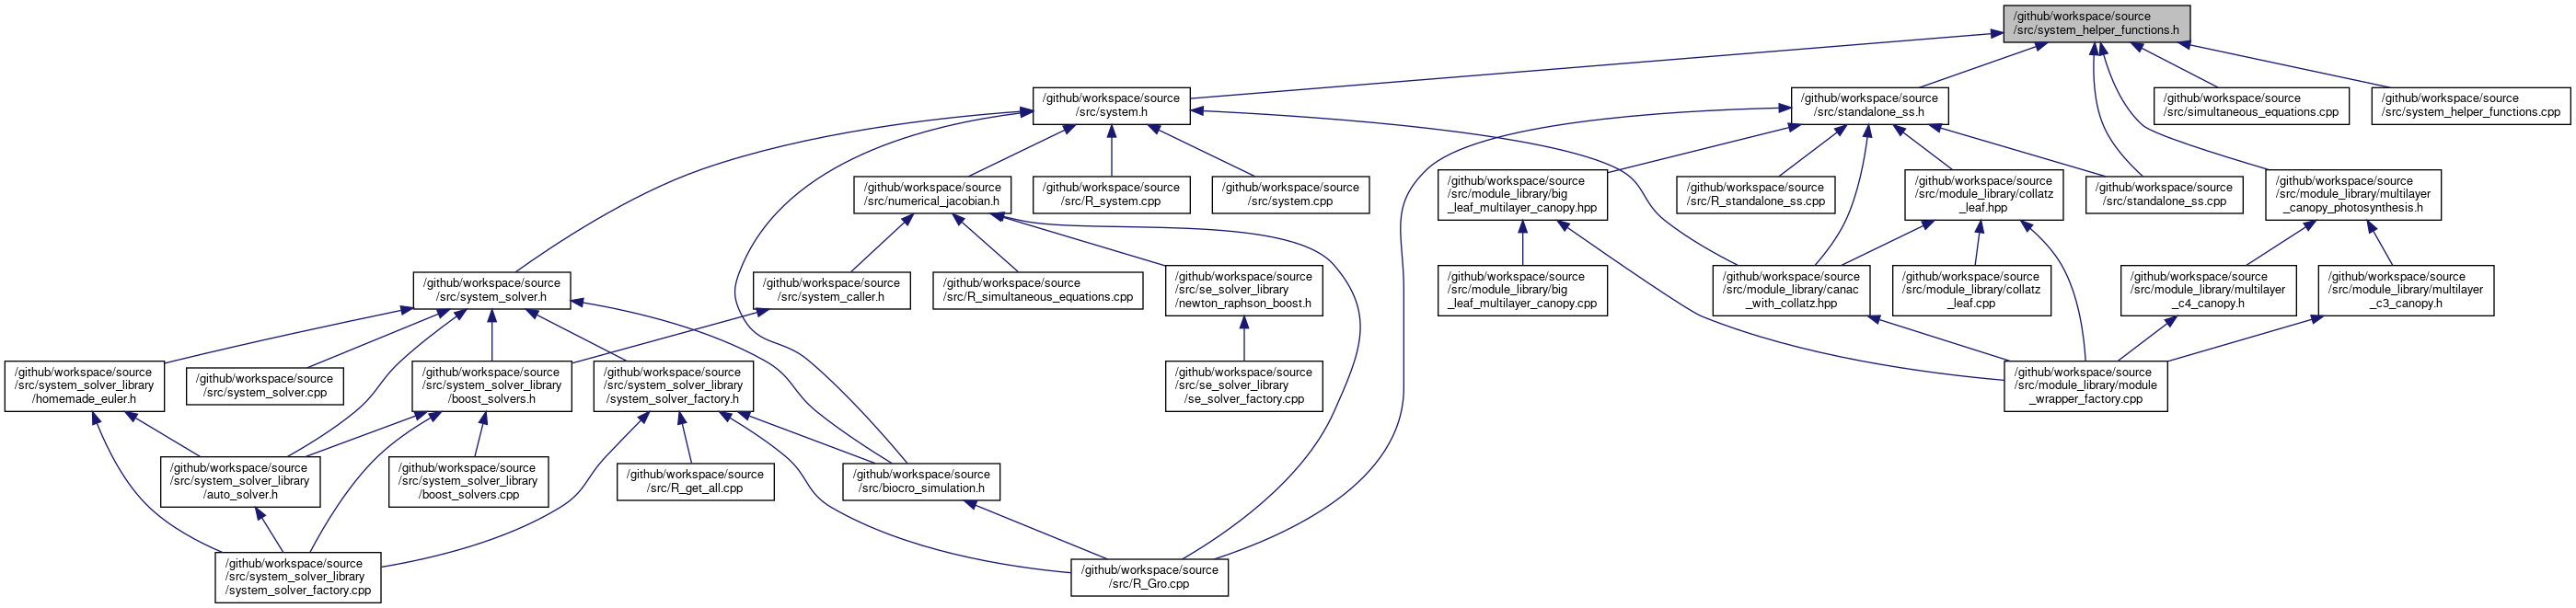 /github/workspace/source
/src/system_helper_functions.h
/github/workspace/source
/src/system.h
/github/workspace/source
/src/standalone_ss.h
/github/workspace/source
/src/simultaneous_equations.cpp
/github/workspace/source
/src/system_helper_functions.cpp
/github/workspace/source
/src/numerical_jacobian.h
/github/workspace/source
/src/R_system.cpp
/github/workspace/source
/src/system.cpp
/github/workspace/source
/src/module_library/big
_leaf_multilayer_canopy.hpp
/github/workspace/source
/src/R_standalone_ss.cpp
/github/workspace/source
/src/module_library/collatz
_leaf.hpp
/github/workspace/source
/src/standalone_ss.cpp
/github/workspace/source
/src/module_library/multilayer
_canopy_photosynthesis.h
/github/workspace/source
/src/system_solver.h
/github/workspace/source
/src/system_caller.h
/github/workspace/source
/src/R_simultaneous_equations.cpp
/github/workspace/source
/src/se_solver_library
/newton_raphson_boost.h
/github/workspace/source
/src/module_library/big
_leaf_multilayer_canopy.cpp
/github/workspace/source
/src/module_library/canac
_with_collatz.hpp
/github/workspace/source
/src/module_library/collatz
_leaf.cpp
/github/workspace/source
/src/module_library/multilayer
_c4_canopy.h
/github/workspace/source
/src/module_library/multilayer
_c3_canopy.h
/github/workspace/source
/src/system_solver_library
/homemade_euler.h
/github/workspace/source
/src/system_solver.cpp
/github/workspace/source
/src/system_solver_library
/boost_solvers.h
/github/workspace/source
/src/system_solver_library
/system_solver_factory.h
/github/workspace/source
/src/se_solver_library
/se_solver_factory.cpp
/github/workspace/source
/src/module_library/module
_wrapper_factory.cpp
/github/workspace/source
/src/system_solver_library
/auto_solver.h
/github/workspace/source
/src/system_solver_library
/boost_solvers.cpp
/github/workspace/source
/src/R_get_all.cpp
/github/workspace/source
/src/biocro_simulation.h
/github/workspace/source
/src/system_solver_library
/system_solver_factory.cpp
/github/workspace/source
/src/R_Gro.cpp